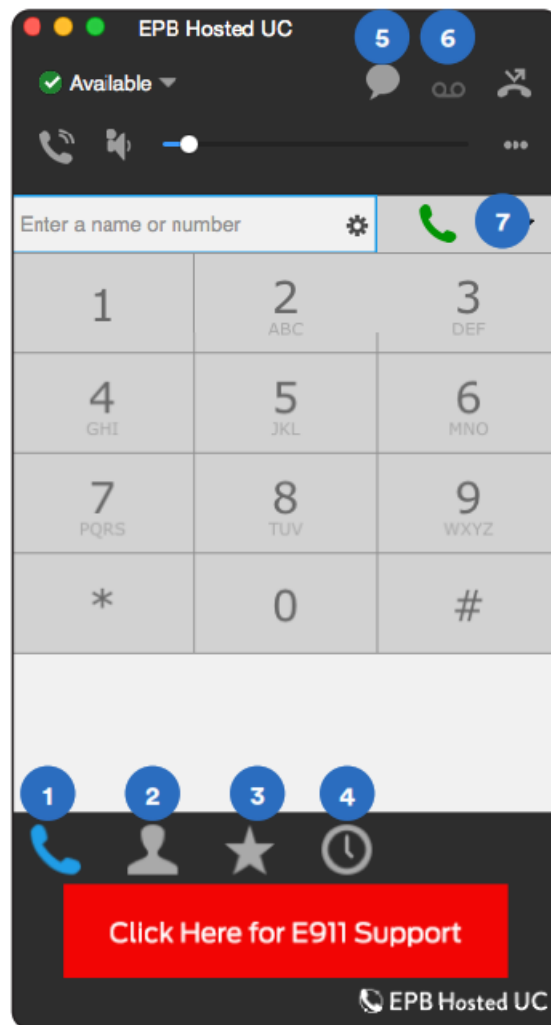 EPB Hosted UC
5 6
Available
Enter a name or number
7
1 2 3
ABC DEF
4 5 6
GHI JKL MNO
7 8 9
PQRS TUV WXYZ
* 0 #
1 2 3 4
Click Here for E911 Support
EPB Hosted UC